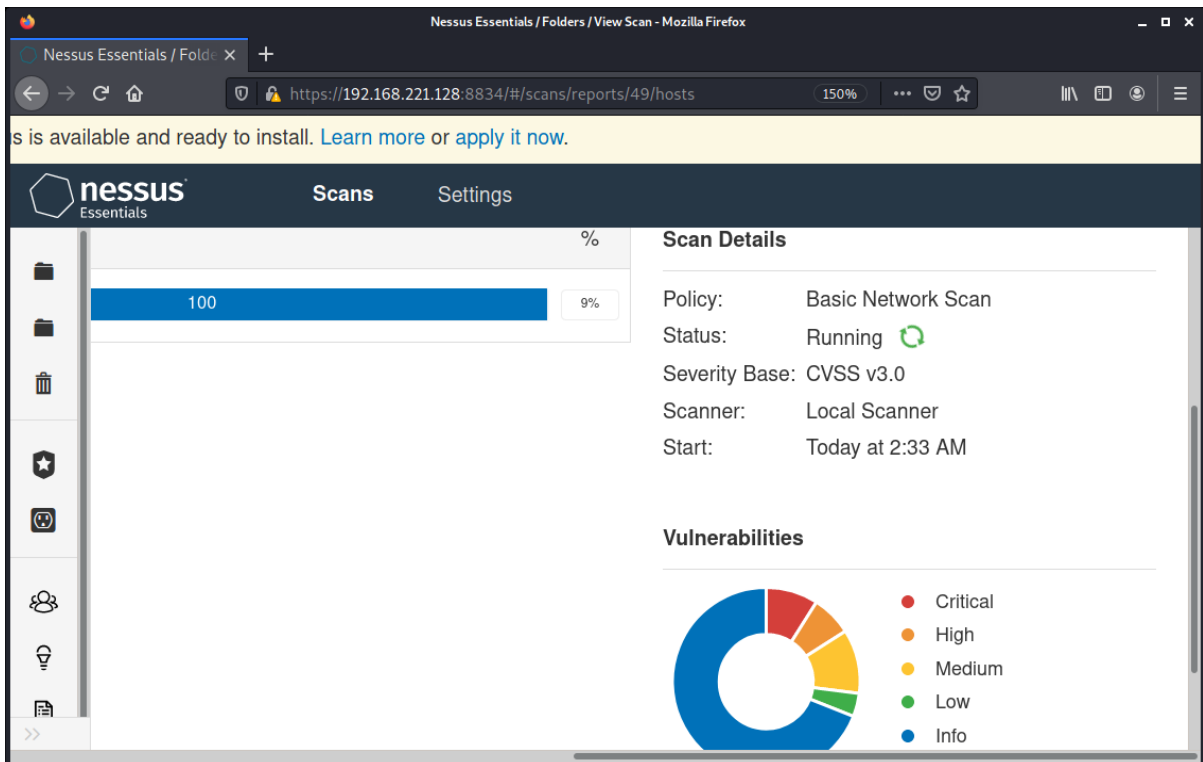 Nessus Essentials / Folders / View Scan - Mozilla Firefox
Nessus Essentials / Folde
https://192.168.221.128:8834/#/scans/reports/49/hosts
150%
s is available and ready to install. Learn more or apply it now.
nessus
Essentials
Scans
Settings
%
100
9%
Scan Details
Policy: Basic Network Scan
Status: Running
Severity Base: CVSS v3.0
Scanner: Local Scanner
Start: Today at 2:33 AM
Vulnerabilities
Critical
High
Medium
Low
Info